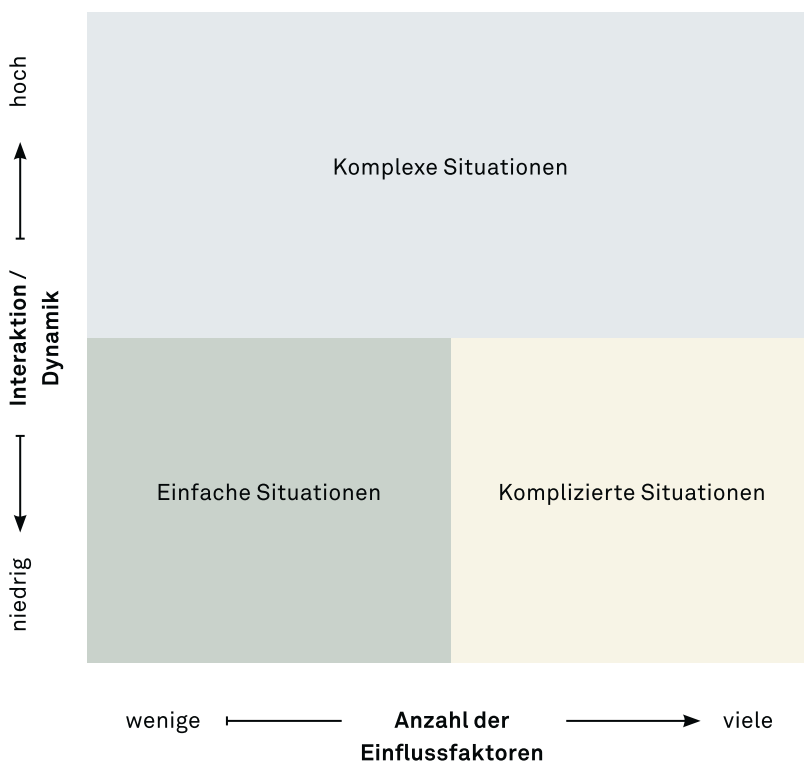 hoch
Interaktion /
Dynamik
niedrig
Komplexe Situationen
Einfache Situationen
Komplizierte Situationen
wenige
Anzahl der
Einflussfaktoren
viele